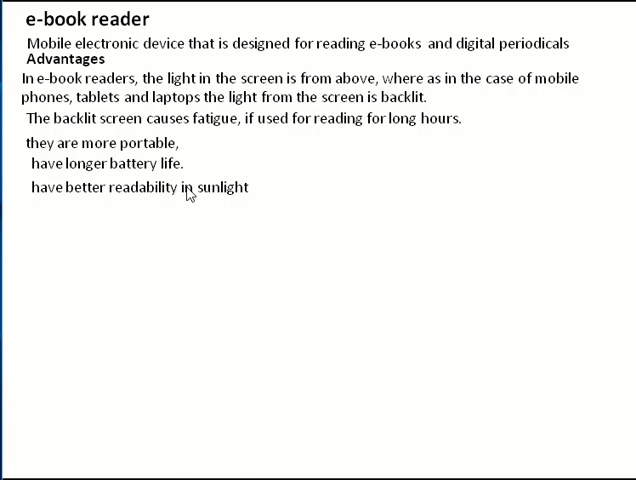 e-book reader
Mobile electronic device that is designed for reading e-books and digital periodicals
Advantages
In e-book readers, the light in the screen is from above, where as in the case of mobile
phones, tablets and laptops the light from the screen is backlit.
The backlit screen causes fatigue, if used for reading for long hours.
they are more portable,
have longer battery life.
have better readability in sunlight